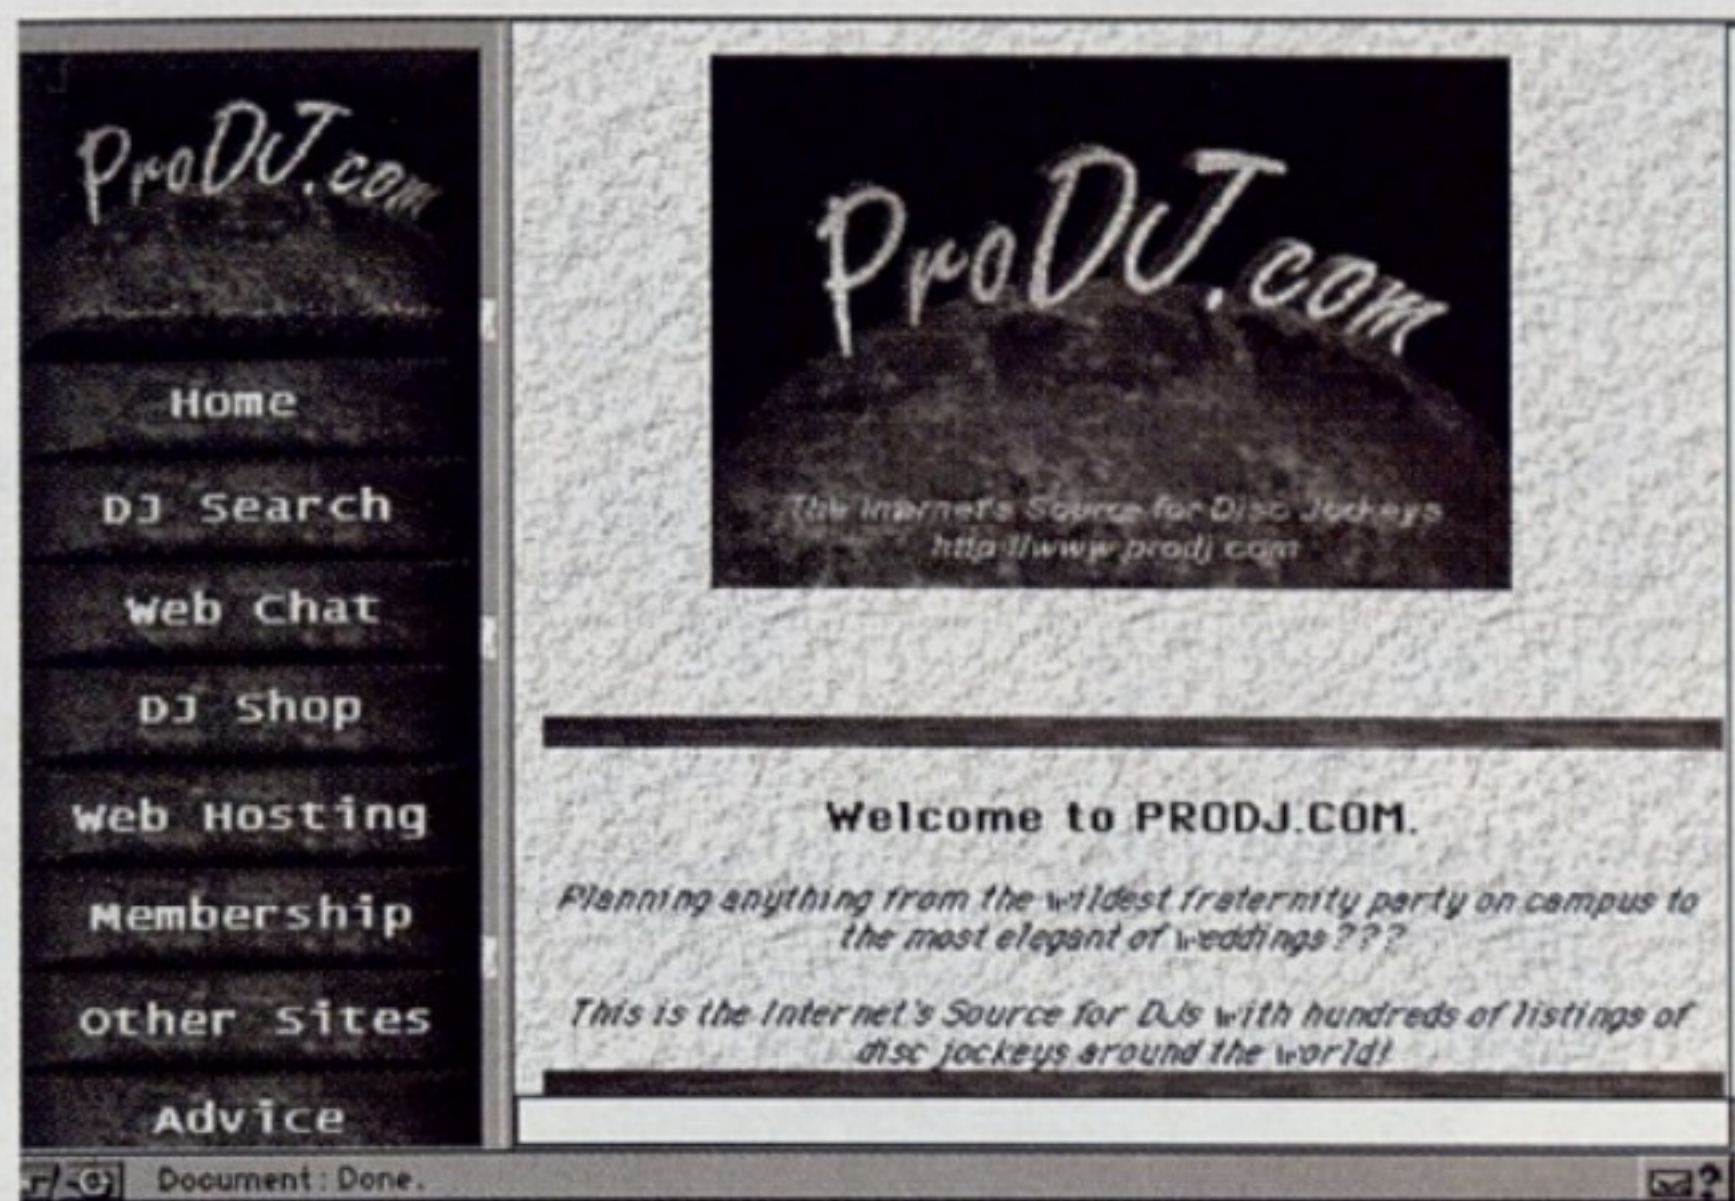 ProDJ.com
Home
DJ Search
Web Chat
DJ Shop
Web Hosting
Membership
Other Sites
Advice
ProDJ.com
The Internet's Source for Disc Jockeys
http://www.prodj.com
Welcome to PRODJ.COM.
Planning anything from the wildest fraternity party on campus to
the most elegant of weddings???
This is the Internet's Source for DJs with hundreds of listings of
disc jockeys around the world!
Document: Done.
?